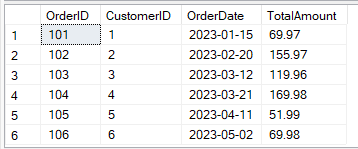 OrderID CustomerID OrderDate TotalAmount
1 101 1 2023-01-15 69.97
2 102 2 2023-02-20 155.97
3 103 3 2023-03-12 119.96
4 104 4 2023-03-21 169.98
5 105 5 2023-04-11 51.99
6 106 6 2023-05-02 69.98